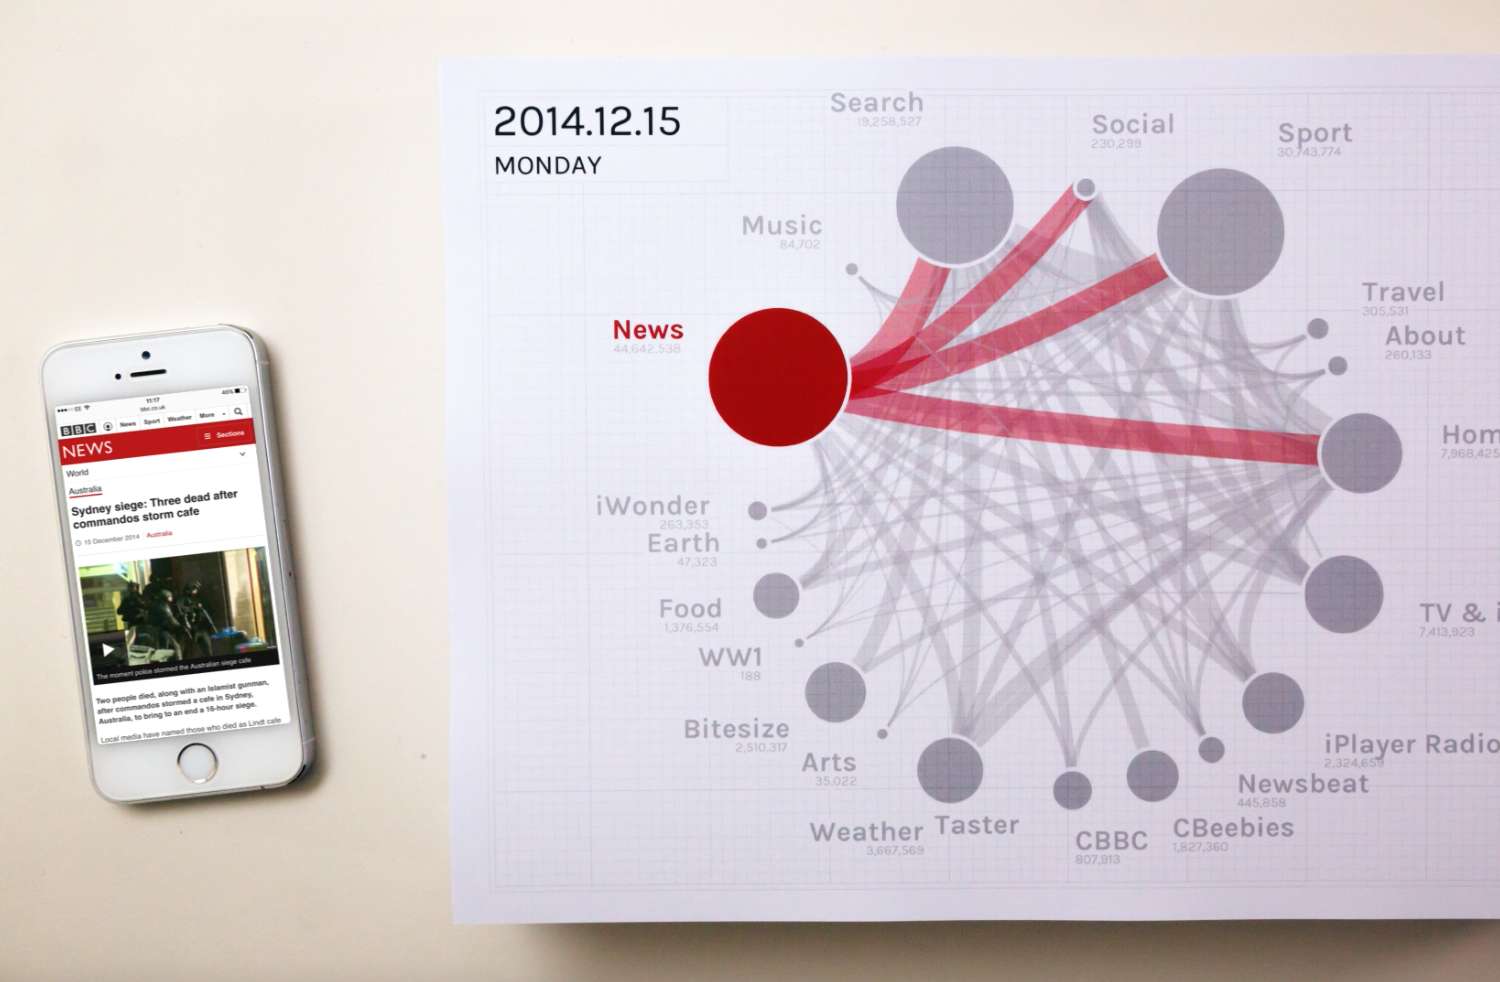 11:17
46%
bbc.co.uk
BBC News Sport Weather More
NEWS
Sections
World
Australia
Sydney siege: Three dead after
commandos storm cafe
15 December 2014 Australia
The moment police stormed the Australian siege cafe
Two people died, along with an Islamist gunman,
after commandos stormed a cafe in Sydney,
Australia, to bring to an end a 16-hour siege.
Local media have named those who died as Lindt cafe
2014.12.15
MONDAY
Search
19,258,527
Social
230,299
Sport
30,743,774
Music
84,702
Travel
305,531
About
260,133
News
44,642,538
Hom
7,968,425
iWonder
263,353
Earth
47,323
Food
1,376,554
TV & i
7,413,923
WW1
188
Bitesize
2,510,317
Arts
35,022
iPlayer Radio
2,324,659
Newsbeat
445,858
Weather
3,667,569
Taster
CBBC
807,913
CBeebies
1,827,360